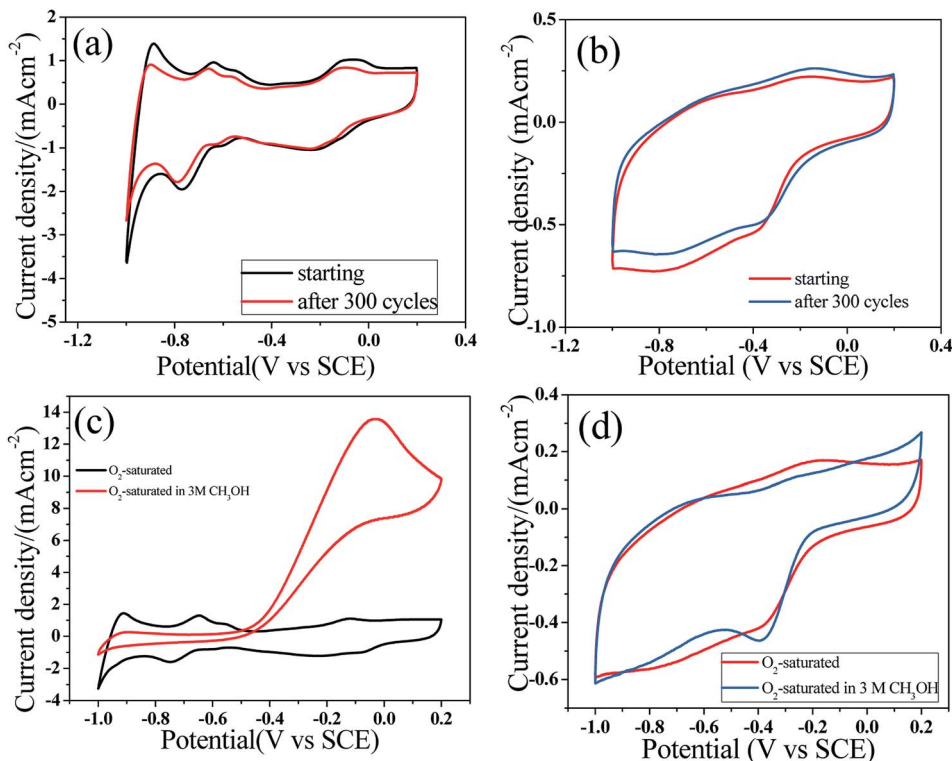 (a)
Current density/(mAcm-2)
2
1
0
-1
-2
-3
-4
-5
-1.2
-0.8
-0.4
0.0
0.4
starting
after 300 cycles
Potential(V vs SCE)
(b)
Current density (mAcm-2)
0.5
0.0
-0.5
-1.0
-1.2
-0.8
-0.4
0.0
0.4
starting
after 300 cycles
Potential (V vs SCE)
(c)
Current density/(mAcm-2)
14
12
10
8
6
4
2
0
-2
-4
-1.0
-0.8
-0.6
-0.4
-0.2
0.0
0.2
O2-saturated
O2-saturated in 3M CH3OH
Potential(V vs SCE)
(d)
Current density/(mAcm-2)
0.4
0.2
0.0
-0.2
-0.4
-0.6
-1.0
-0.8
-0.6
-0.4
-0.2
0.0
0.2
O2-saturated
O2-saturated in 3 M CH3OH
Potential (V vs SCE)